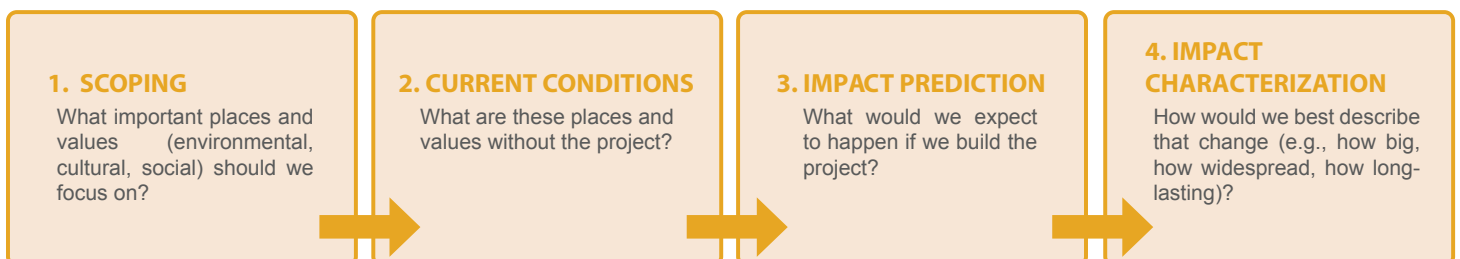 1. SCOPING
What important places and
values (environmental,
cultural, social) should we
focus on?
2. CURRENT CONDITIONS
What are these places and
values without the project?
3. IMPACT PREDICTION
What would we expect
to happen if we build the
project?
4. IMPACT
CHARACTERIZATION
How would we best describe
that change (e.g., how big,
how widespread, how long-
lasting)?